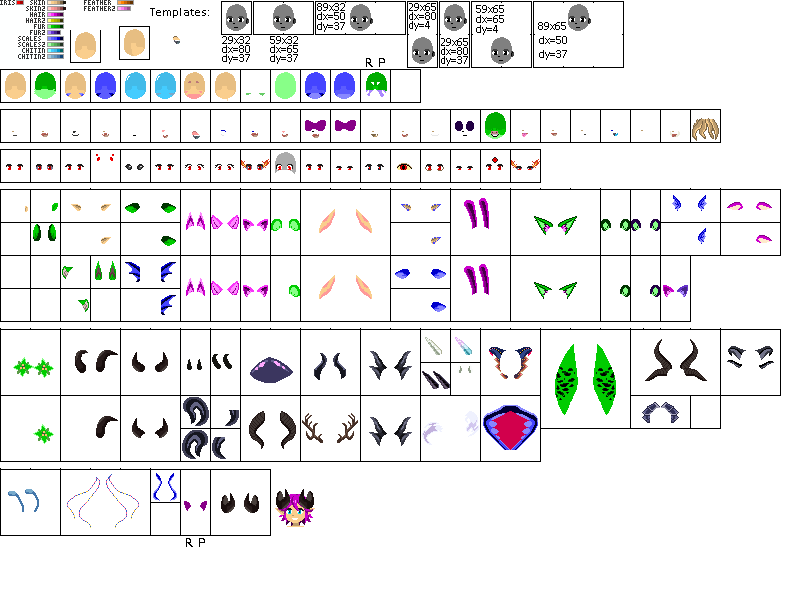 IRIS SKIN FEATHER
SKIN2 FEATHER2
HAIR
HAIR2
FUR
FUR2
SCALES
SCALES2
CHITIN
CHITIN2
Templates:
29x32
dx=80
dy=37
59x32
dx=65
dy=37
89x32
dx=50
dy=37
29x65
dx=80
dy=4
29x65
dx=80
dy=37
59x65
dx=65
dy=4
89x65
dx=50
dy=37
R P
R P